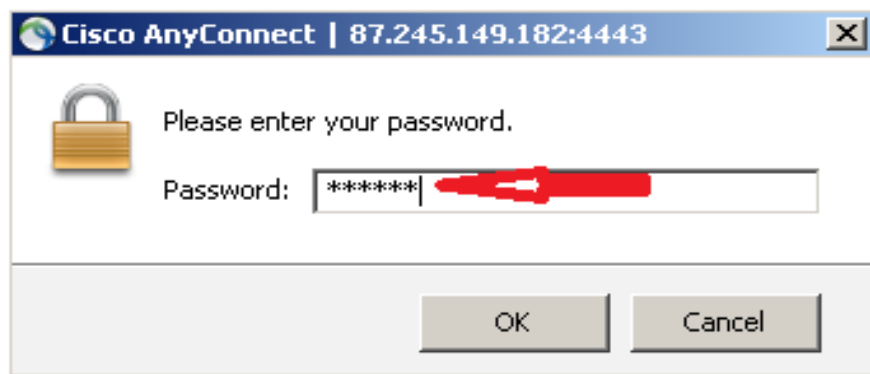 Cisco AnyConnect | 87.245.149.182:4443
Please enter your password.
Password: ******
OK Cancel